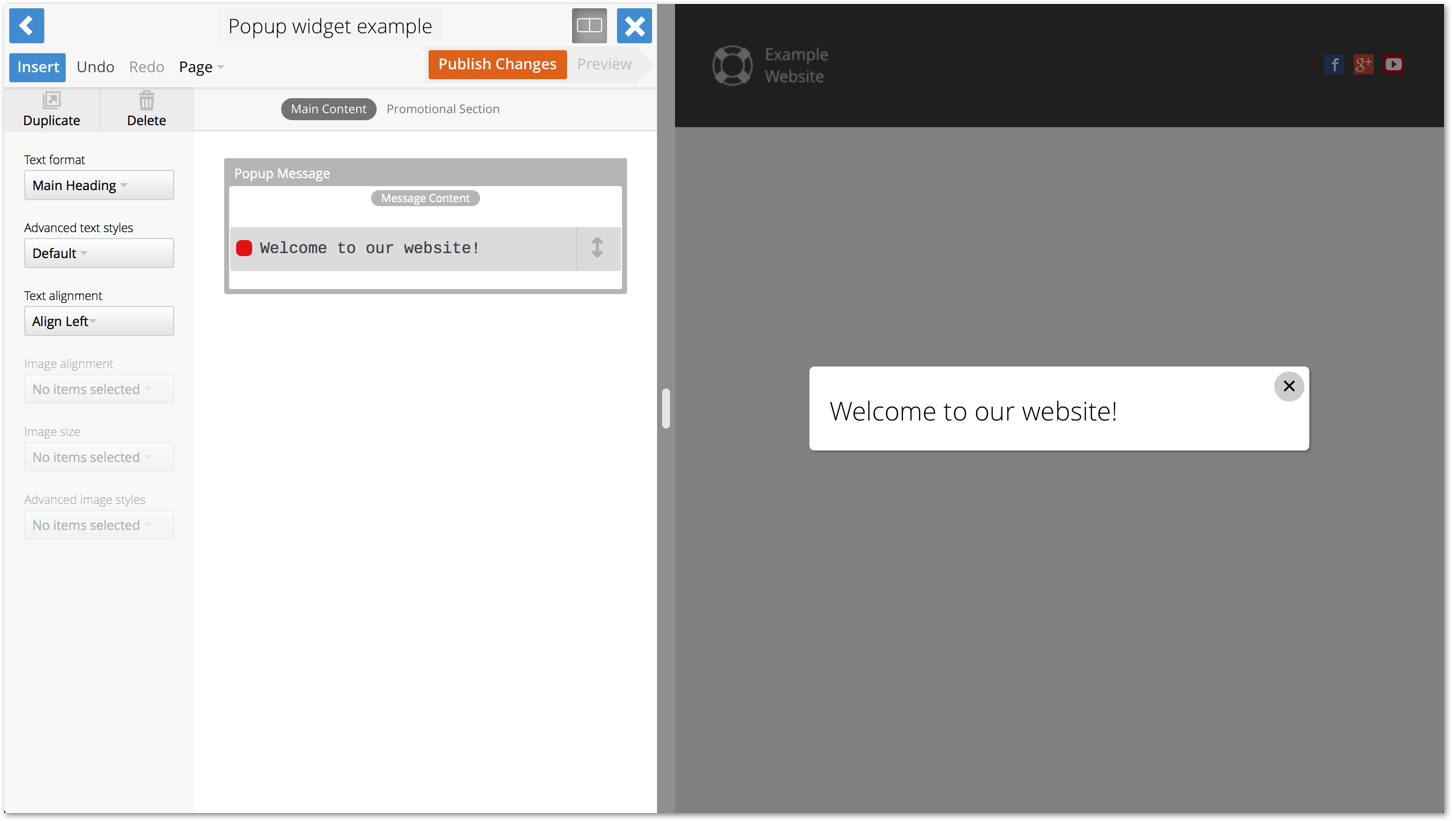 Popup widget example
Insert Undo Redo Page
Publish Changes Preview
Duplicate Delete
Main Content Promotional Section
Text format
Main Heading
Advanced text styles
Default
Text alignment
Align Left
Image alignment
No items selected
Image size
No items selected
Advanced image styles
No items selected
Popup Message
Message Content
Welcome to our website!
Example
Website
f g+
Welcome to our website!